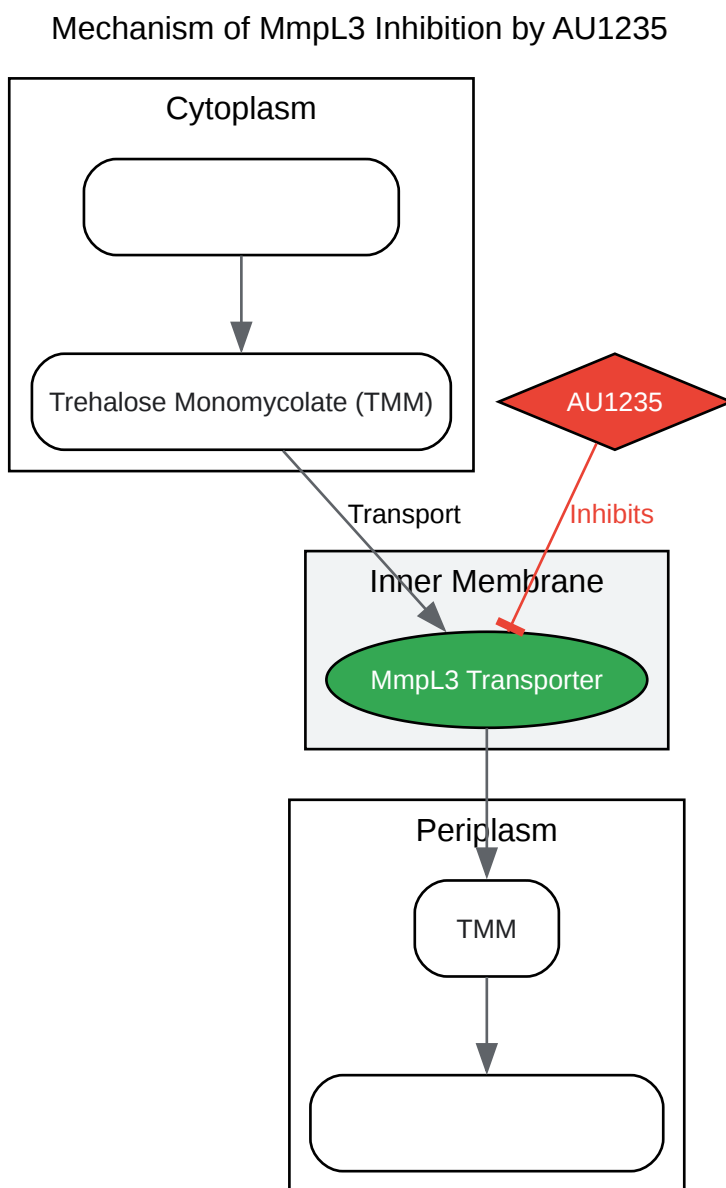 Mechanism of MmpL3 Inhibition by AU1235
Cytoplasm
Trehalose Monomycolate (TMM)
AU1235
Transport
Inhibits
Inner Membrane
MmpL3 Transporter
Periplasm
TMM